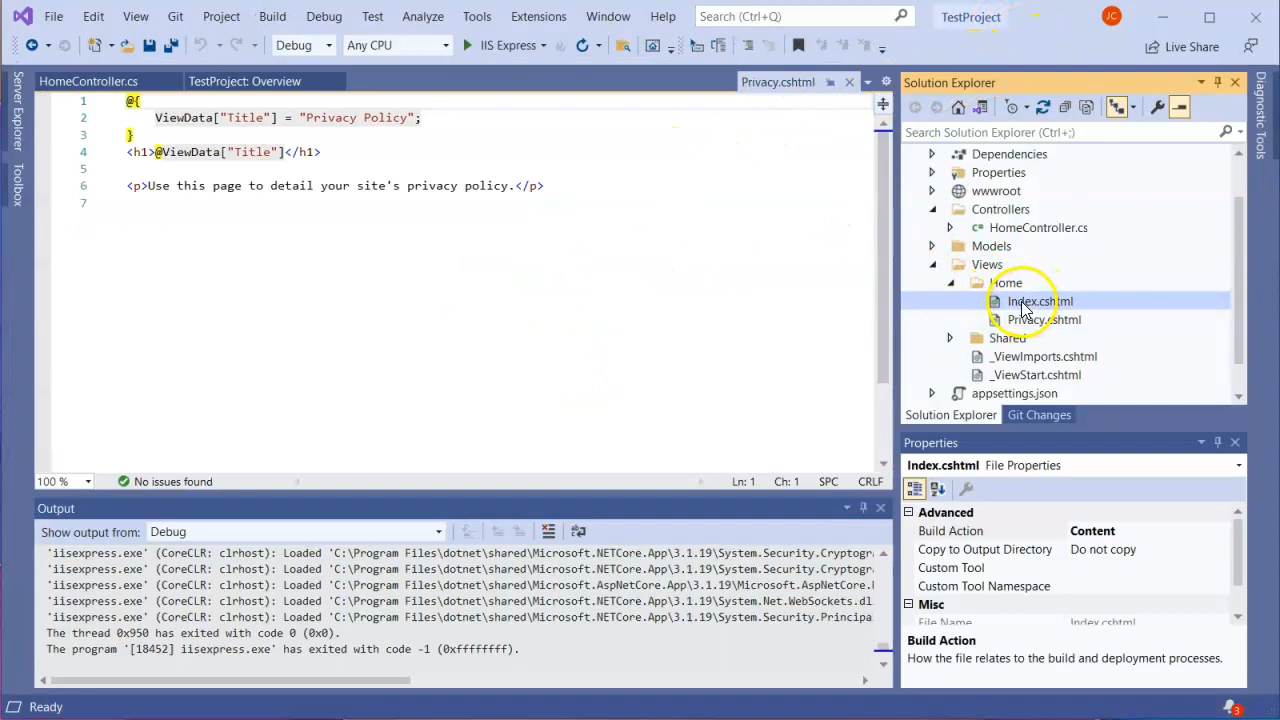 File Edit View Git Project Build Debug Test Analyze Tools Extensions Window Help Search (Ctrl+Q) TestProject JC
Debug Any CPU IIS Express Live Share
Server Explorer
Toolbox
HomeController.cs TestProject: Overview Privacy.cshtml
1 @{
2 ViewData["Title"] = "Privacy Policy";
3 }
4 <h1>@ViewData["Title"]</h1>
5
6 <p>Use this page to detail your site's privacy policy.</p>
7
100 % No issues found Ln: 1 Ch: 1 SPC CRLF
Output
Show output from: Debug
'iisexpress.exe' (CoreCLR: clrhost): Loaded 'C:\Program Files\dotnet\shared\Microsoft.NETCore.App\3.1.19\System.Security.Cryptogra
'iisexpress.exe' (CoreCLR: clrhost): Loaded 'C:\Program Files\dotnet\shared\Microsoft.NETCore.App\3.1.19\System.Security.Cryptogra
'iisexpress.exe' (CoreCLR: clrhost): Loaded 'C:\Program Files\dotnet\shared\Microsoft.AspNetCore.App\3.1.19\Microsoft.AspNetCore.
'iisexpress.exe' (CoreCLR: clrhost): Loaded 'C:\Program Files\dotnet\shared\Microsoft.NETCore.App\3.1.19\System.Net.WebSockets.dl
'iisexpress.exe' (CoreCLR: clrhost): Loaded 'C:\Program Files\dotnet\shared\Microsoft.NETCore.App\3.1.19\System.Security.Principa
The thread 0x950 has exited with code 0 (0x0).
The program '[18452] iisexpress.exe' has exited with code -1 (0xffffffff).
Solution Explorer
Search Solution Explorer (Ctrl+;)
Dependencies
Properties
wwwroot
Controllers
C# HomeController.cs
Models
Views
Home
Index.cshtml
Privacy.cshtml
Shared
_ViewImports.cshtml
_ViewStart.cshtml
appsettings.json
Solution Explorer Git Changes
Properties
Index.cshtml File Properties
Advanced
Build Action Content
Copy to Output Directory Do not copy
Custom Tool
Custom Tool Namespace
Misc
File Name Index.cshtml
Build Action
How the file relates to the build and deployment processes.
Diagnostic Tools
Ready 3